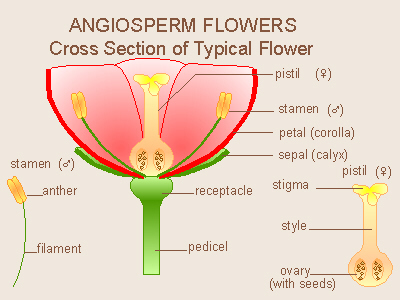 ANGIOSPERM FLOWERS
Cross Section of Typical Flower
pistil (♀)
stamen (♂)
petal (corolla)
sepal (calyx)
stamen (♂)
pistil (♀)
anther
receptacle
stigma
style
filament
pedicel
ovary
(with seeds)